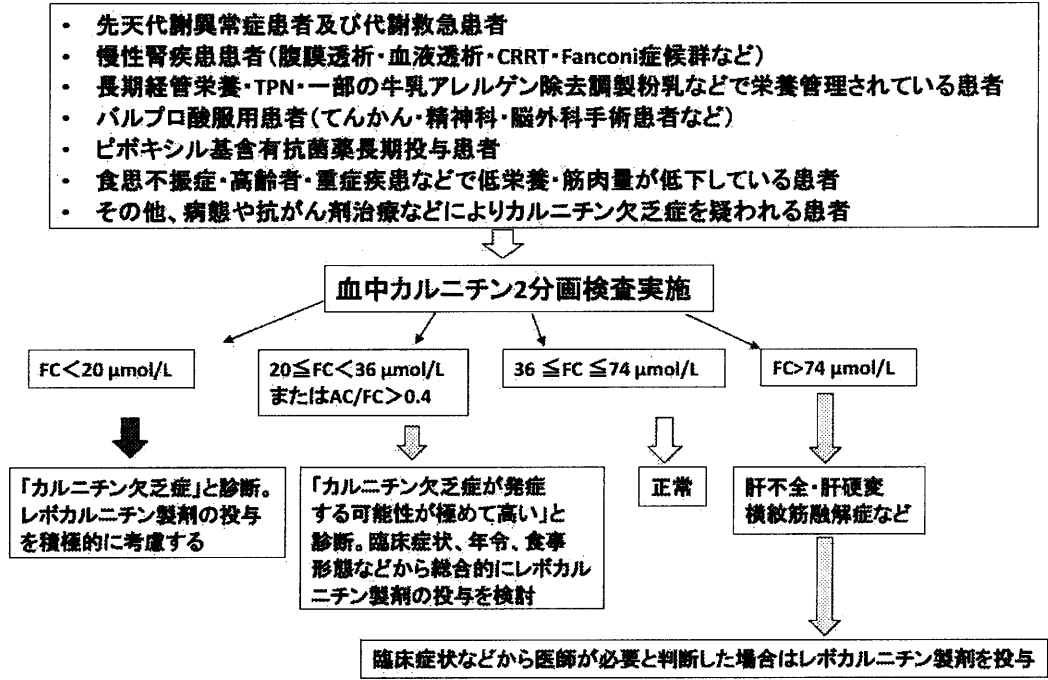 ・ 先天代謝異常症患者及び代謝救急患者
・ 慢性腎疾患患者(腹膜透析・血液透析・CRRT・Fanconi症候群など)
・ 長期経管栄養・TPN・一部の牛乳アレルゲン除去調製粉乳などで栄養管理されている患者
・ バルプロ酸服用患者(てんかん・精神科・脳外科手術患者など)
・ ピボキシル基含有抗菌薬長期投与患者
・ 食思不振症・高齢者・重症疾患などで低栄養・筋肉量が低下している患者
・ その他、病態や抗がん剤治療などによりカルニチン欠乏症を疑われる患者
血中カルニチン2分画検査実施
FC<20 μmol/L
20≦FC<36 μmol/L
またはAC/FC>0.4
36 ≦FC ≦74 μmol/L
FC>74 μmol/L
「カルニチン欠乏症」と診断。
レボカルニチン製剤の投与
を積極的に考慮する
「カルニチン欠乏症が発症
する可能性が極めて高い」と
診断。臨床症状、年令、食事
形態などから総合的にレボカル
ニチン製剤の投与を検討
正常
肝不全・肝硬変
横紋筋融解症など
臨床症状などから医師が必要と判断した場合はレボカルニチン製剤を投与